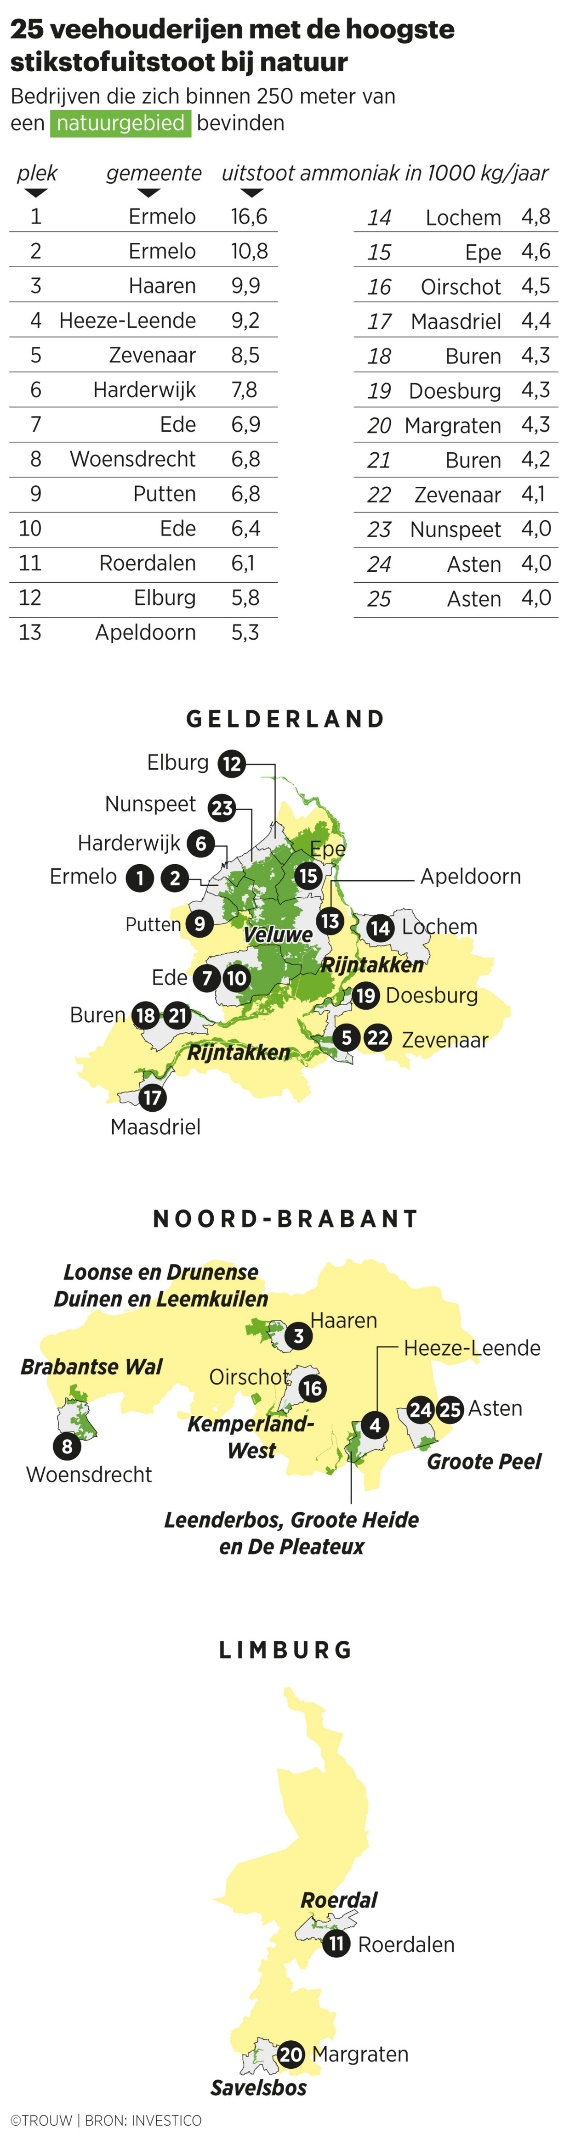 25 veehouderijen met de hoogste
stikstofuitstoot bij natuur
Bedrijven die zich binnen 250 meter van
een natuurgebied bevinden
plek gemeente uitstoot ammoniak in 1000 kg/jaar
1 Ermelo 16,6
2 Ermelo 10,8
3 Haaren 9,9
4 Heeze-Leende 9,2
5 Zevenaar 8,5
6 Harderwijk 7,8
7 Ede 6,9
8 Woensdrecht 6,8
9 Putten 6,8
10 Ede 6,4
11 Roerdalen 6,1
12 Elburg 5,8
13 Apeldoorn 5,3
14 Lochem 4,8
15 Epe 4,6
16 Oirschot 4,5
17 Maasdriel 4,4
18 Buren 4,3
19 Doesburg 4,3
20 Margraten 4,3
21 Buren 4,2
22 Zevenaar 4,1
23 Nunspeet 4,0
24 Asten 4,0
25 Asten 4,0
GELDERLAND
Elburg 12
Nunspeet 23
Harderwijk 6
Epe
15
Ermelo 1 2
Apeldoorn
13
Putten 9
14 Lochem
Veluwe
Rijntakken
Ede 7 10
19 Doesburg
Buren 18 21
5 22 Zevenaar
Rijntakken
17
Maasdriel
NOORD-BRABANT
Loonse en Drunense
Duinen en Leemkuilen
Haaren
3
Heeze-Leende
Brabantse Wal
Oirschot
16
24 25 Asten
Kemperland-
West
4
8
Woensdrecht
Groote Peel
Leenderbos, Groote Heide
en De Pleateux
LIMBURG
Roerdal
11 Roerdalen
20 Margraten
Savelsbos
©TROUW | BRON: INVESTICO